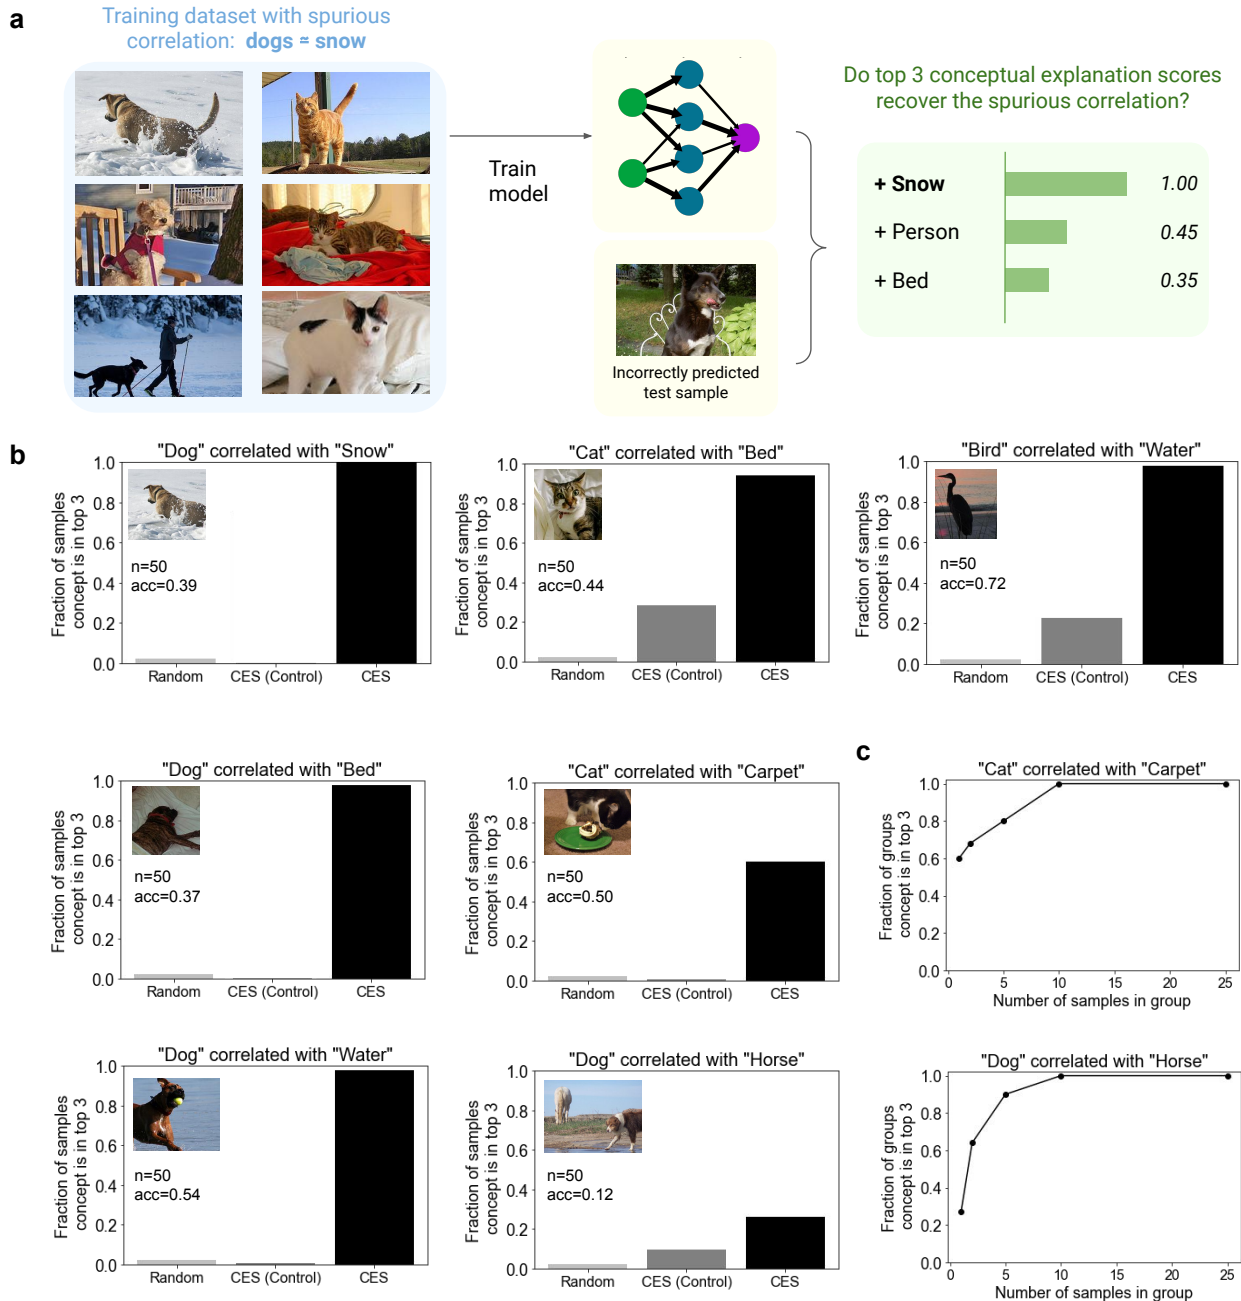 a
Training dataset with spurious
correlation: dogs ≃ snow
Train
model
Incorrectly predicted
test sample
Do top 3 conceptual explanation scores
recover the spurious correlation?
+ Snow 1.00
+ Person 0.45
+ Bed 0.35
b
"Dog" correlated with "Snow"
Fraction of samples
concept is in top 3
1.0
0.8
0.6
0.4
0.2
0.0
n=50
acc=0.39
Random CES (Control) CES
"Cat" correlated with "Bed"
Fraction of samples
concept is in top 3
1.0
0.8
0.6
0.4
0.2
0.0
n=50
acc=0.44
Random CES (Control) CES
"Bird" correlated with "Water"
Fraction of samples
concept is in top 3
1.0
0.8
0.6
0.4
0.2
0.0
n=50
acc=0.72
Random CES (Control) CES
"Dog" correlated with "Bed"
Fraction of samples
concept is in top 3
1.0
0.8
0.6
0.4
0.2
0.0
n=50
acc=0.37
Random CES (Control) CES
"Cat" correlated with "Carpet"
Fraction of samples
concept is in top 3
1.0
0.8
0.6
0.4
0.2
0.0
n=50
acc=0.50
Random CES (Control) CES
c
"Cat" correlated with "Carpet"
Fraction of groups
concept is in top 3
1.0
0.8
0.6
0.4
0.2
0.0
0 5 10 15 20 25
Number of samples in group
"Dog" correlated with "Water"
Fraction of samples
concept is in top 3
1.0
0.8
0.6
0.4
0.2
0.0
n=50
acc=0.54
Random CES (Control) CES
"Dog" correlated with "Horse"
Fraction of samples
concept is in top 3
1.0
0.8
0.6
0.4
0.2
0.0
n=50
acc=0.12
Random CES (Control) CES
"Dog" correlated with "Horse"
Fraction of groups
concept is in top 3
1.0
0.8
0.6
0.4
0.2
0.0
0 5 10 15 20 25
Number of samples in group